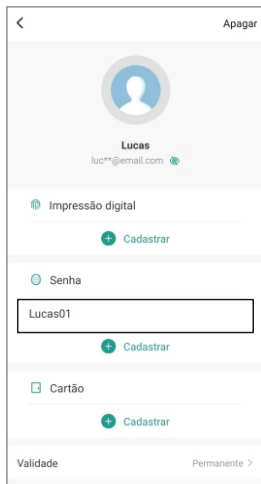 Apagar
Lucas
luc**@email.com
Impressão digital
Cadastrar
Senha
Lucas01
Cadastrar
Cartão
Cadastrar
Validade Permanente